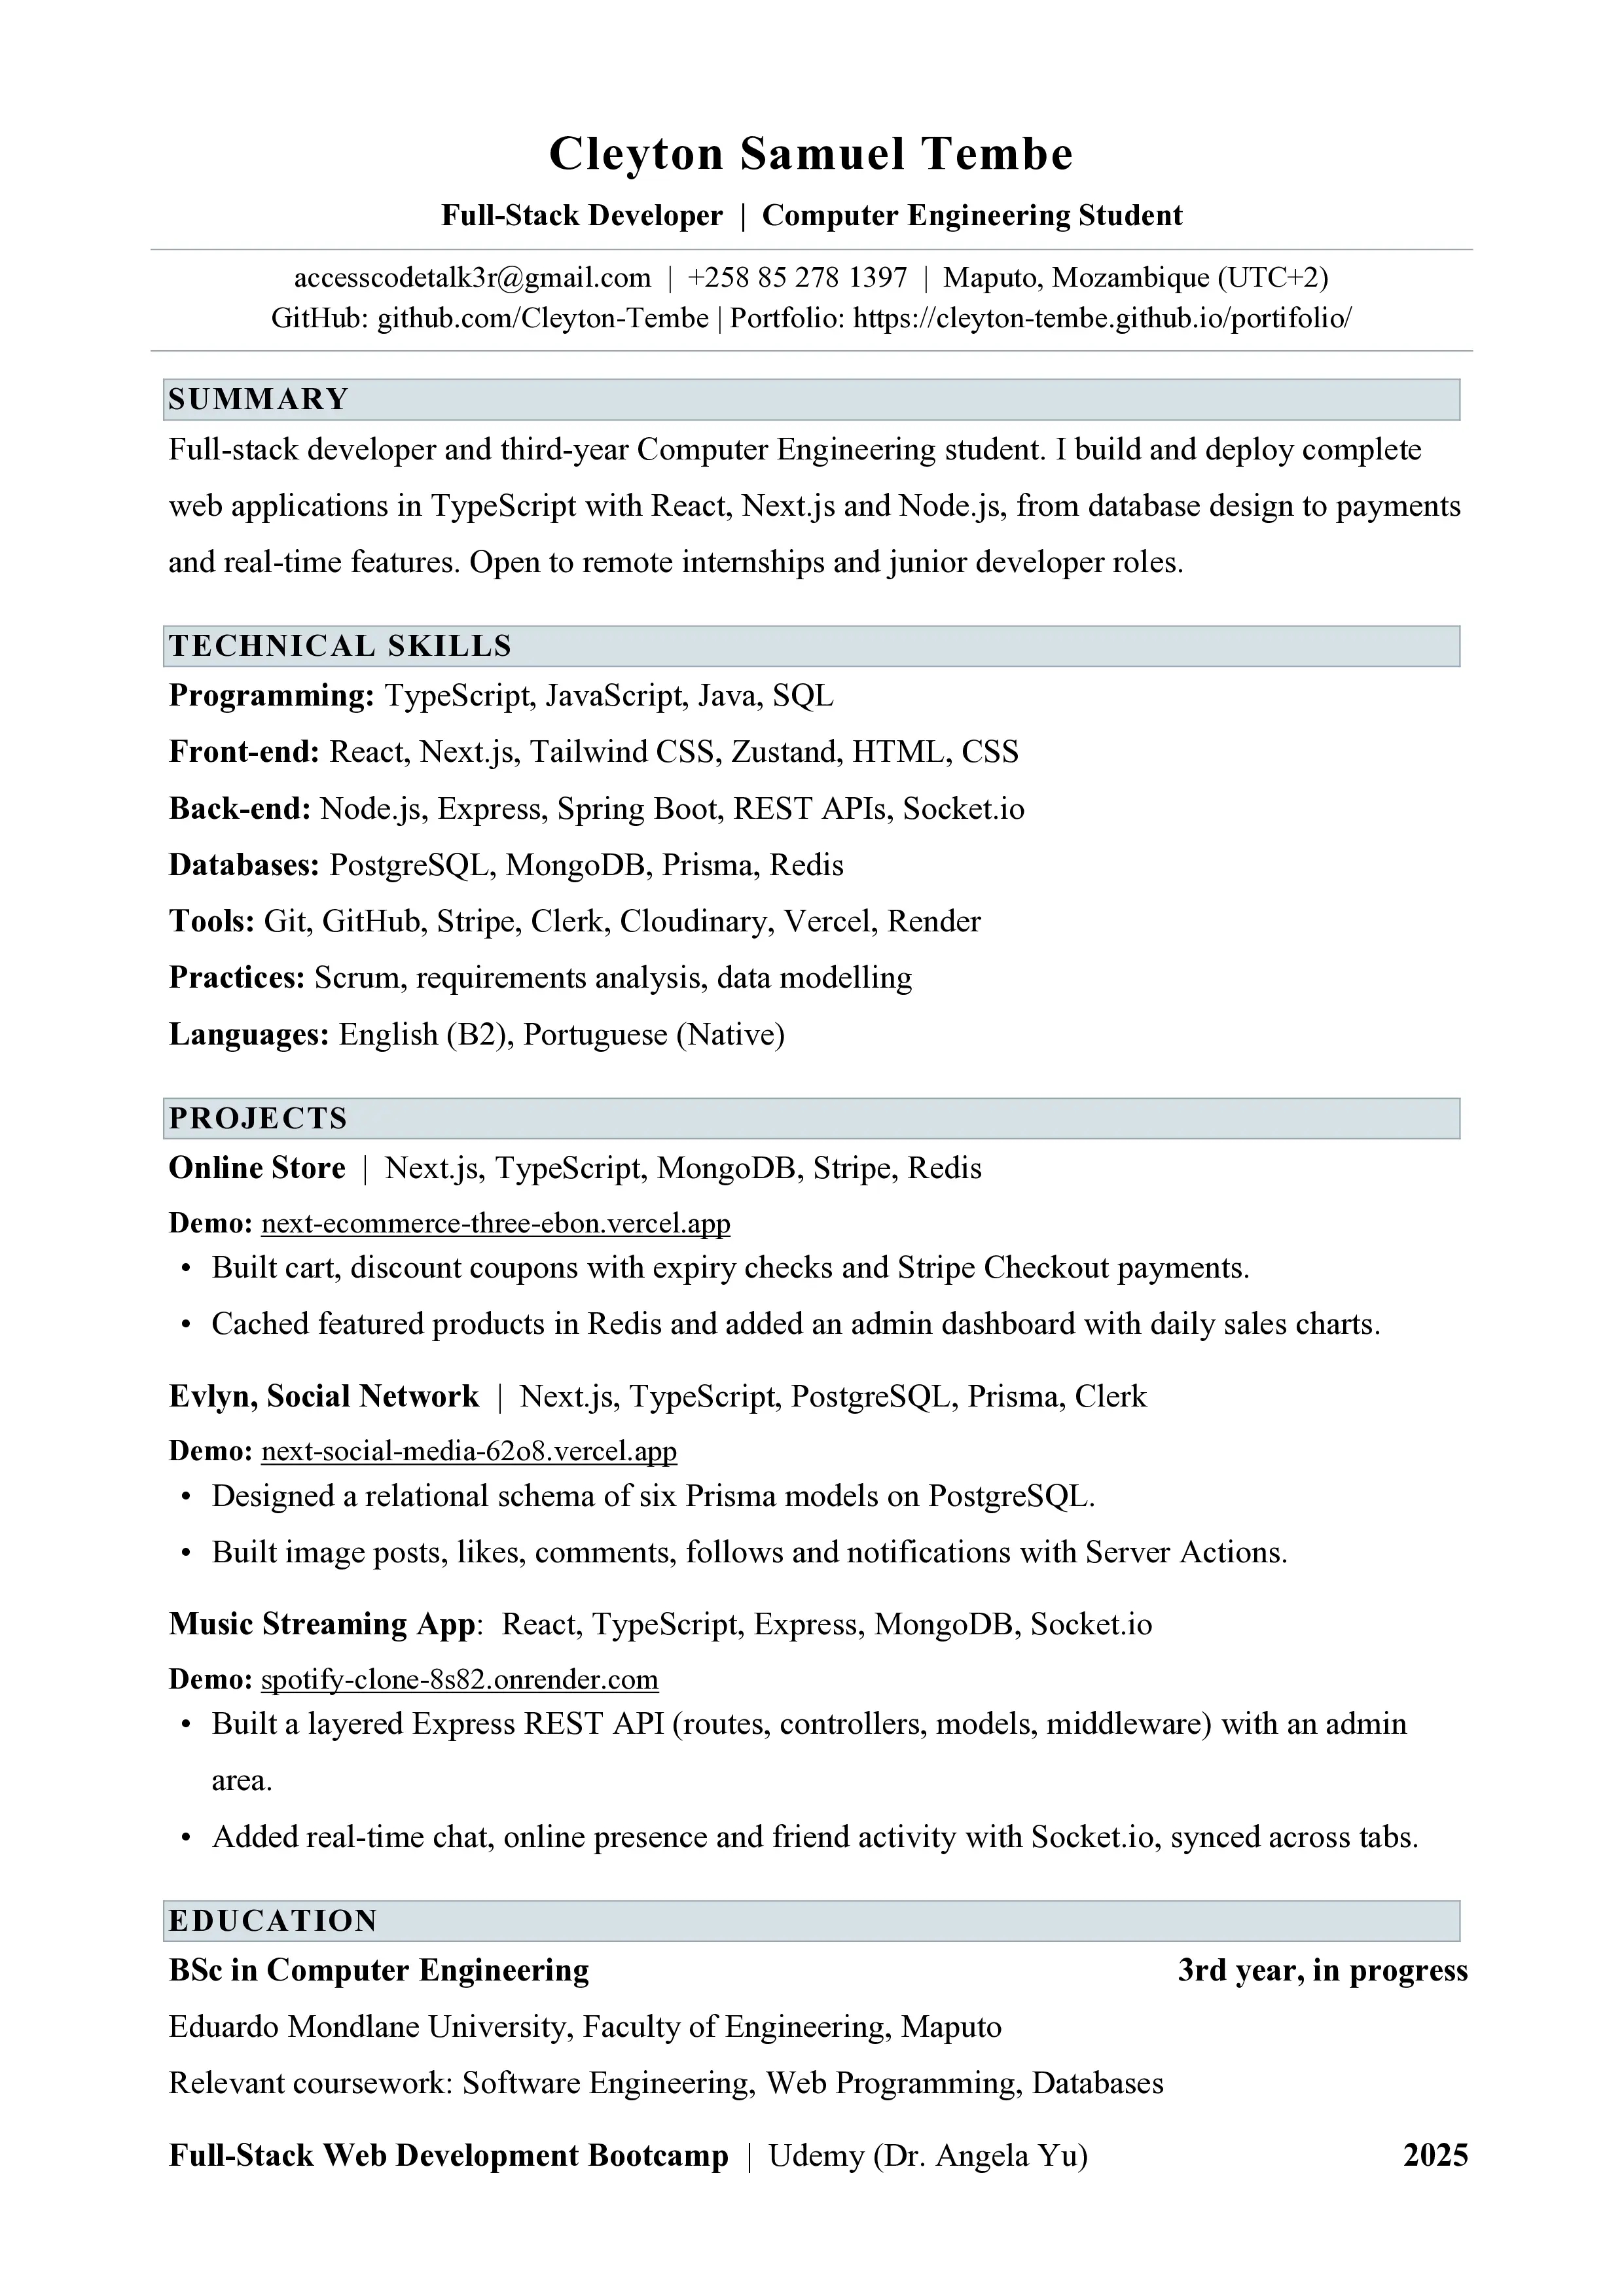 Cleyton Samuel Tembe
Full-Stack Developer | Computer Engineering Student
accesscodetalk3r@gmail.com | +258 85 278 1397 | Maputo, Mozambique (UTC+2)
GitHub: github.com/Cleyton-Tembe | Portfolio: https://cleyton-tembe.github.io/portifolio/
SUMMARY
Full-stack developer and third-year Computer Engineering student. I build and deploy complete
web applications in TypeScript with React, Next.js and Node.js, from database design to payments
and real-time features. Open to remote internships and junior developer roles.
TECHNICAL SKILLS
Programming: TypeScript, JavaScript, Java, SQL
Front-end: React, Next.js, Tailwind CSS, Zustand, HTML, CSS
Back-end: Node.js, Express, Spring Boot, REST APIs, Socket.io
Databases: PostgreSQL, MongoDB, Prisma, Redis
Tools: Git, GitHub, Stripe, Clerk, Cloudinary, Vercel, Render
Practices: Scrum, requirements analysis, data modelling
Languages: English (B2), Portuguese (Native)
PROJECTS
Online Store | Next.js, TypeScript, MongoDB, Stripe, Redis
Demo: next-ecommerce-three-ebon.vercel.app
• Built cart, discount coupons with expiry checks and Stripe Checkout payments.
• Cached featured products in Redis and added an admin dashboard with daily sales charts.
Evlyn, Social Network | Next.js, TypeScript, PostgreSQL, Prisma, Clerk
Demo: next-social-media-62o8.vercel.app
• Designed a relational schema of six Prisma models on PostgreSQL.
• Built image posts, likes, comments, follows and notifications with Server Actions.
Music Streaming App: React, TypeScript, Express, MongoDB, Socket.io
Demo: spotify-clone-8s82.onrender.com
• Built a layered Express REST API (routes, controllers, models, middleware) with an admin
area.
• Added real-time chat, online presence and friend activity with Socket.io, synced across tabs.
EDUCATION
BSc in Computer Engineering 3rd year, in progress
Eduardo Mondlane University, Faculty of Engineering, Maputo
Relevant coursework: Software Engineering, Web Programming, Databases
Full-Stack Web Development Bootcamp | Udemy (Dr. Angela Yu) 2025